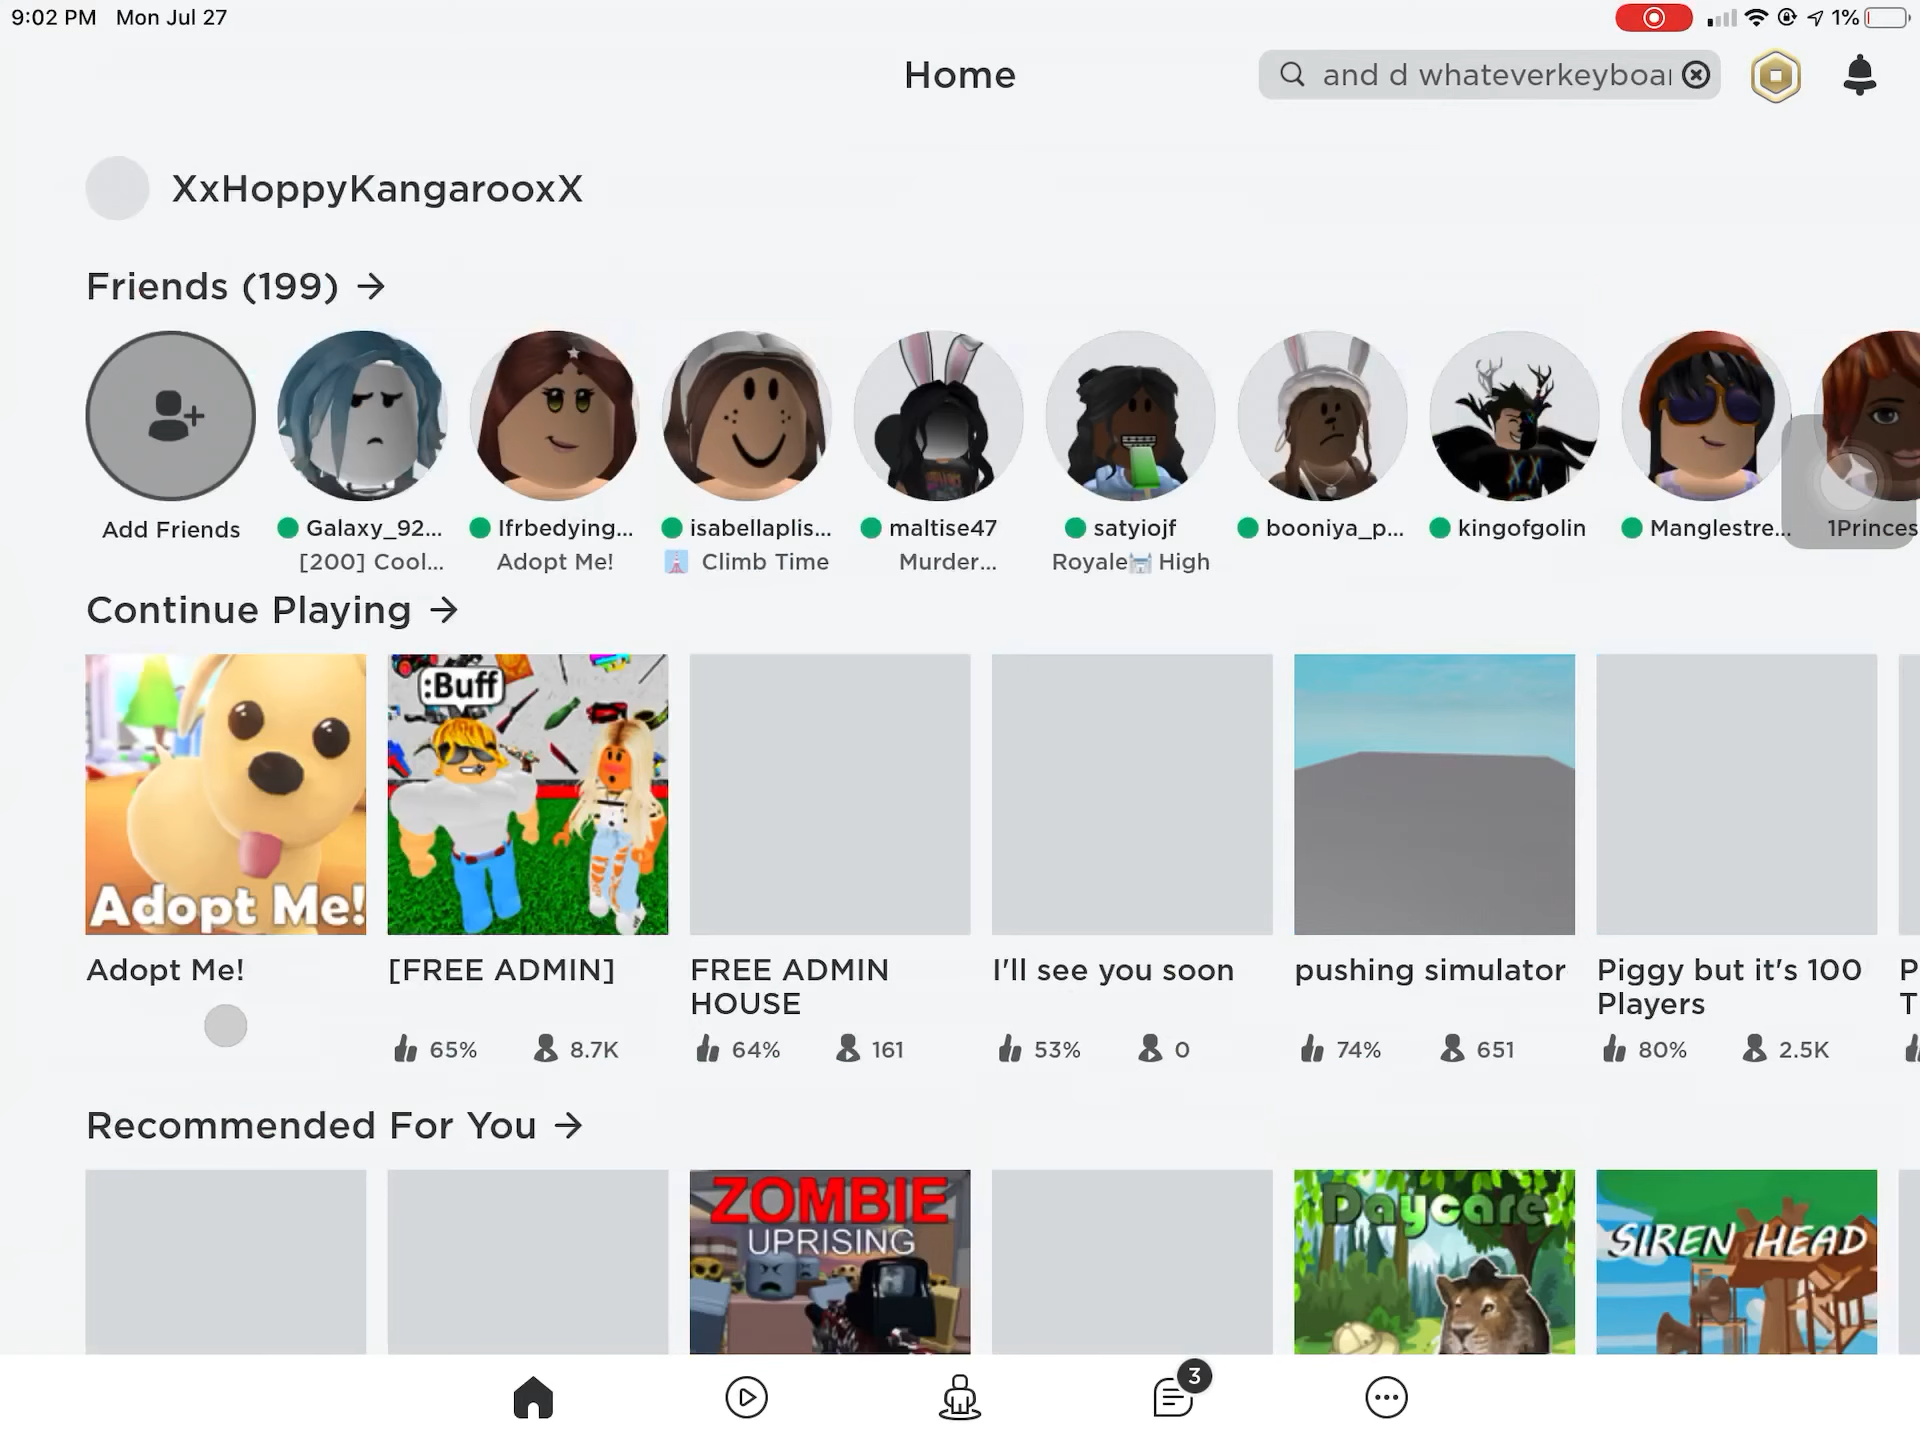 9:02 PM Mon Jul 27
1%
Home
and d whateverkeyboar
XxHoppyKangarooxX
Friends (199) →
Add Friends
Galaxy_92...
[200] Cool...
Ifrbedying...
Adopt Me!
isabellaplis...
Climb Time
maltise47
Murder...
satyiojf
Royale High
booniya_p...
kingofgolin
Manglestre...
1Princes
Continue Playing →
Adopt Me!
:Buff
Adopt Me!
[FREE ADMIN]
65% 8.7K
FREE ADMIN
HOUSE
64% 161
I'll see you soon
53% 0
pushing simulator
74% 651
Piggy but it's 100
Players
80% 2.5K
P
T
Recommended For You →
ZOMBIE
UPRISING
Daycare
SIREN HEAD
3